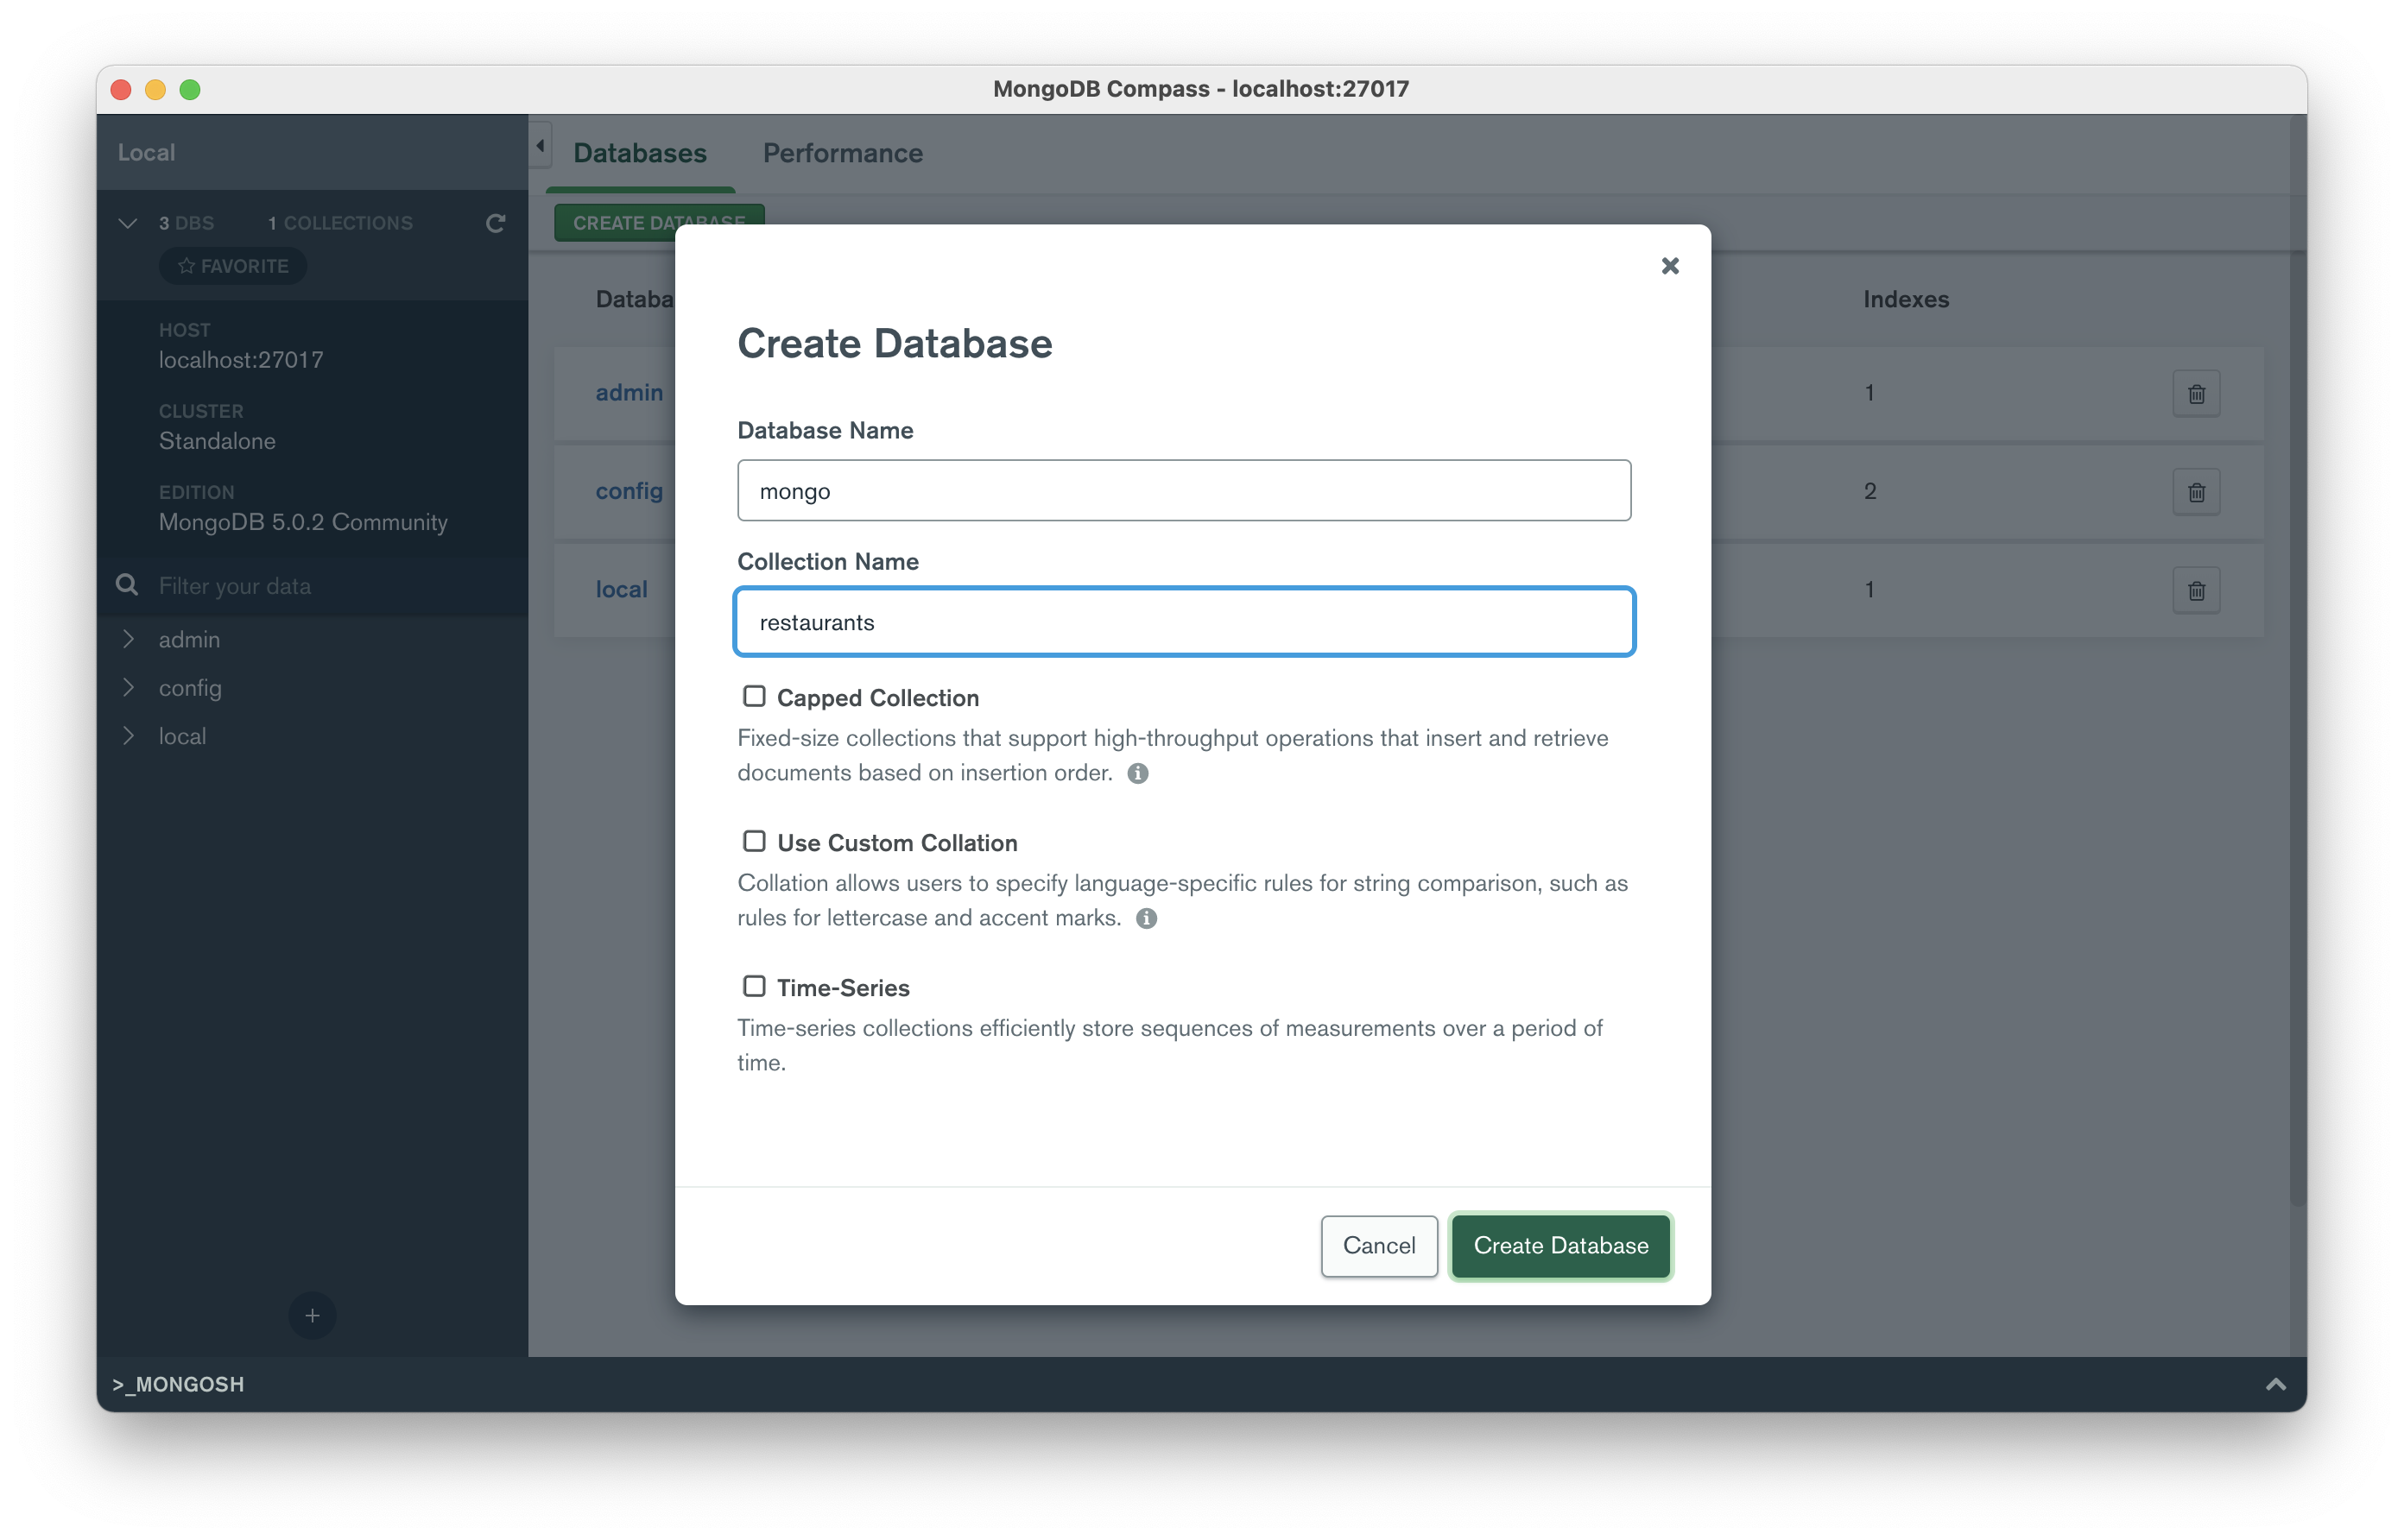 MongoDB Compass - localhost:27017
Local
3 DBS 1 COLLECTIONS
FAVORITE
HOST
localhost:27017
CLUSTER
Standalone
EDITION
MongoDB 5.0.2 Community
Filter your data
admin
config
local
Databases Performance
CREATE DATABASE
Databa Indexes
admin 1
config 2
local 1
Create Database
Database Name
mongo
Collection Name
restaurants
Capped Collection
Fixed-size collections that support high-throughput operations that insert and retrieve
documents based on insertion order.
Use Custom Collation
Collation allows users to specify language-specific rules for string comparison, such as
rules for lettercase and accent marks.
Time-Series
Time-series collections efficiently store sequences of measurements over a period of
time.
Cancel Create Database
>_MONGOSH